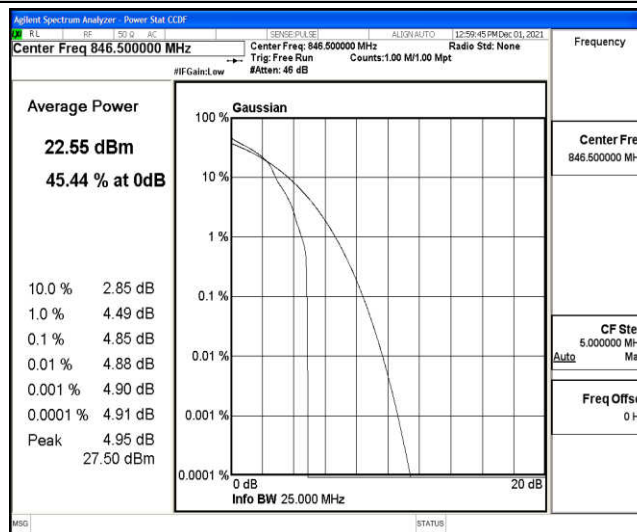 Agilent Spectrum Analyzer - Power Stat CCDF
RL RF 50 Ω AC SENSE:PULSE ALIGN AUTO 12:59:45 PM Dec 01, 2021
Center Freq 846.500000 MHz
Center Freq: 846.500000 MHz Radio Std: None
Trig: Free Run Counts:1.00 M/1.00 Mpt
#IFGain:Low #Atten: 46 dB
Average Power
22.55 dBm
45.44 % at 0dB
10.0 % 2.85 dB
1.0 % 4.49 dB
0.1 % 4.85 dB
0.01 % 4.88 dB
0.001 % 4.90 dB
0.0001 % 4.91 dB
Peak 4.95 dB
27.50 dBm
Gaussian
100 %
10 %
1 %
0.1 %
0.01 %
0.001 %
0.0001 %
0 dB 20 dB
Info BW 25.000 MHz
Frequency
Center Fre
846.500000 MH
CF Ste
5.000000 MH
Auto Ma
Freq Offse
0 H
MSG STATUS